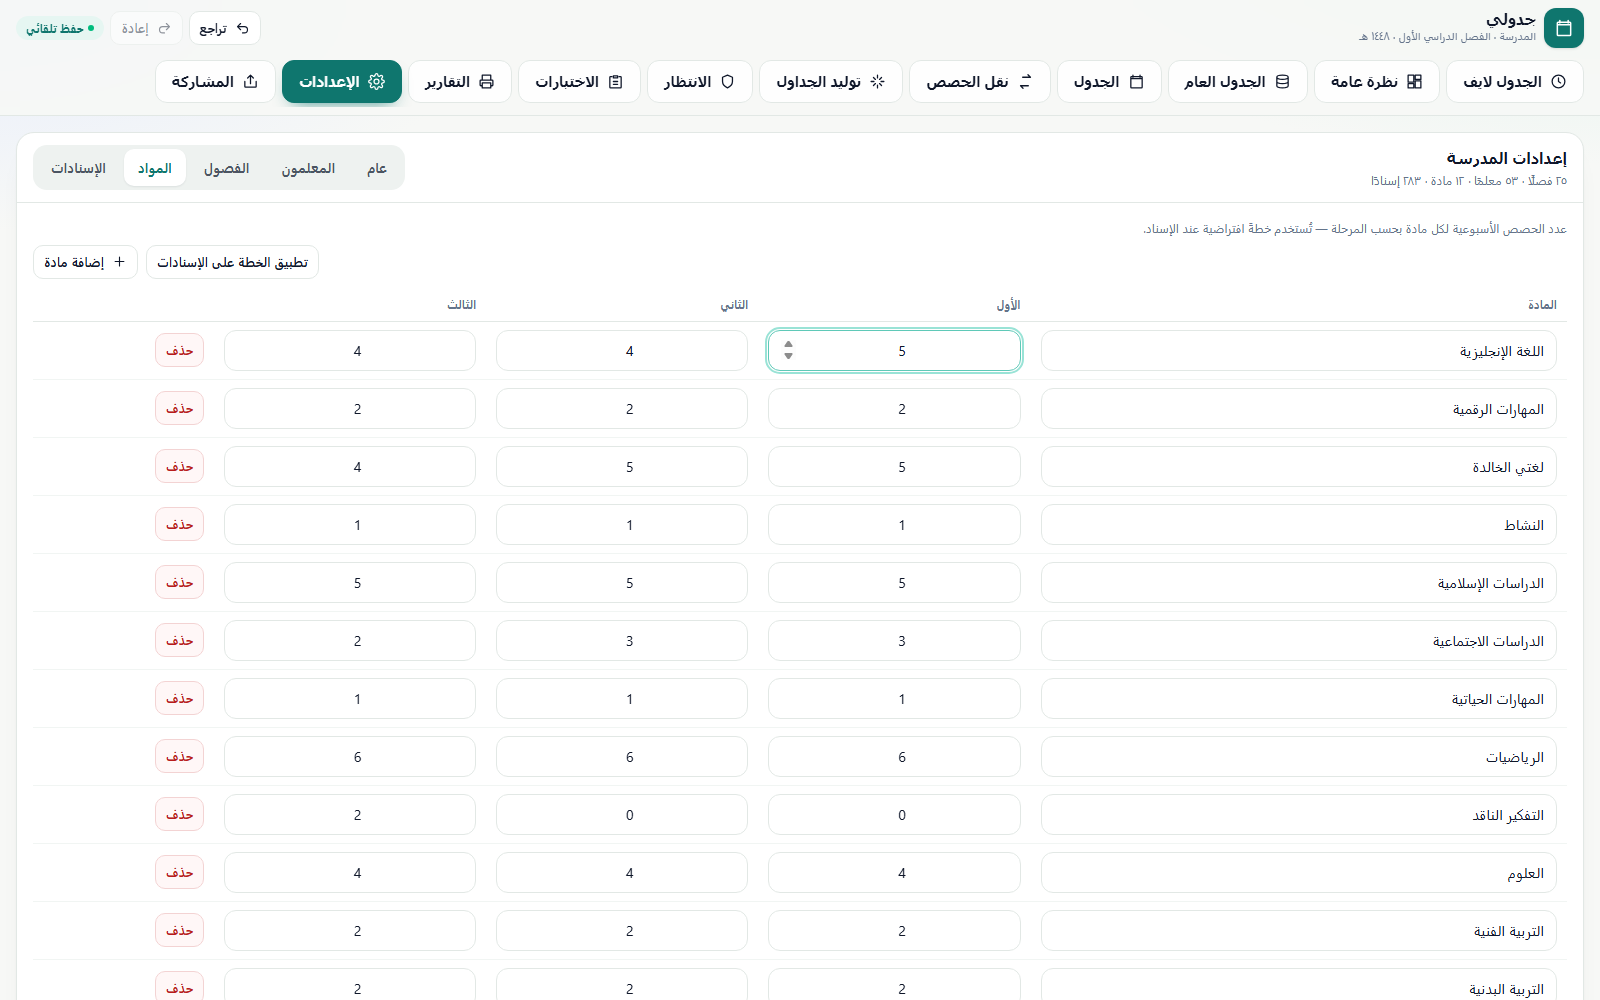 جدولي
المدرسة · الفصل الدراسي الأول · ١٤٤٨ هـ
تراجع
إعادة
حفظ تلقائي
الجدول لايف
نظرة عامة
الجدول العام
الجدول
نقل الحصص
توليد الجداول
الانتظار
الاختبارات
التقارير
الإعدادات
المشاركة
إعدادات المدرسة
٢٥ فصلًا · ٥٣ معلمًا · ١٢ مادة · ٢٨٣ إسنادًا
عام
المعلمون
الفصول
المواد
الإسنادات
عدد الحصص الأسبوعية لكل مادة بحسب المرحلة — تُستخدم خطةً افتراضية عند الإسناد.
تطبيق الخطة على الإسنادات
إضافة مادة
المادة الأول الثاني الثالث
اللغة الإنجليزية 5 4 4 حذف
المهارات الرقمية 2 2 2 حذف
لغتي الخالدة 5 5 4 حذف
النشاط 1 1 1 حذف
الدراسات الإسلامية 5 5 5 حذف
الدراسات الاجتماعية 3 3 2 حذف
المهارات الحياتية 1 1 1 حذف
الرياضيات 6 6 6 حذف
التفكير الناقد 0 0 2 حذف
العلوم 4 4 4 حذف
التربية الفنية 2 2 2 حذف
التربية البدنية 2 2 2 حذف